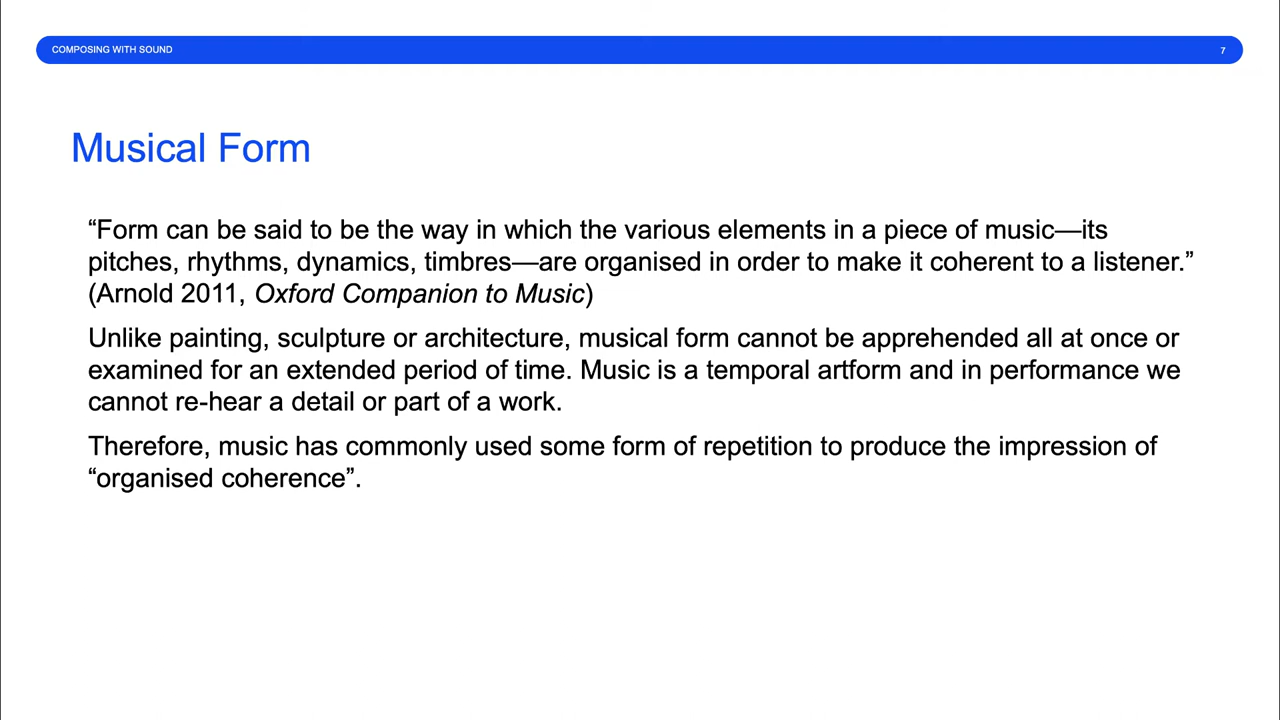 COMPOSING WITH SOUND
7
Musical Form
“Form can be said to be the way in which the various elements in a piece of music—its
pitches, rhythms, dynamics, timbres—are organised in order to make it coherent to a listener.”
(Arnold 2011, Oxford Companion to Music)
Unlike painting, sculpture or architecture, musical form cannot be apprehended all at once or
examined for an extended period of time. Music is a temporal artform and in performance we
cannot re-hear a detail or part of a work.
Therefore, music has commonly used some form of repetition to produce the impression of
“organised coherence”.